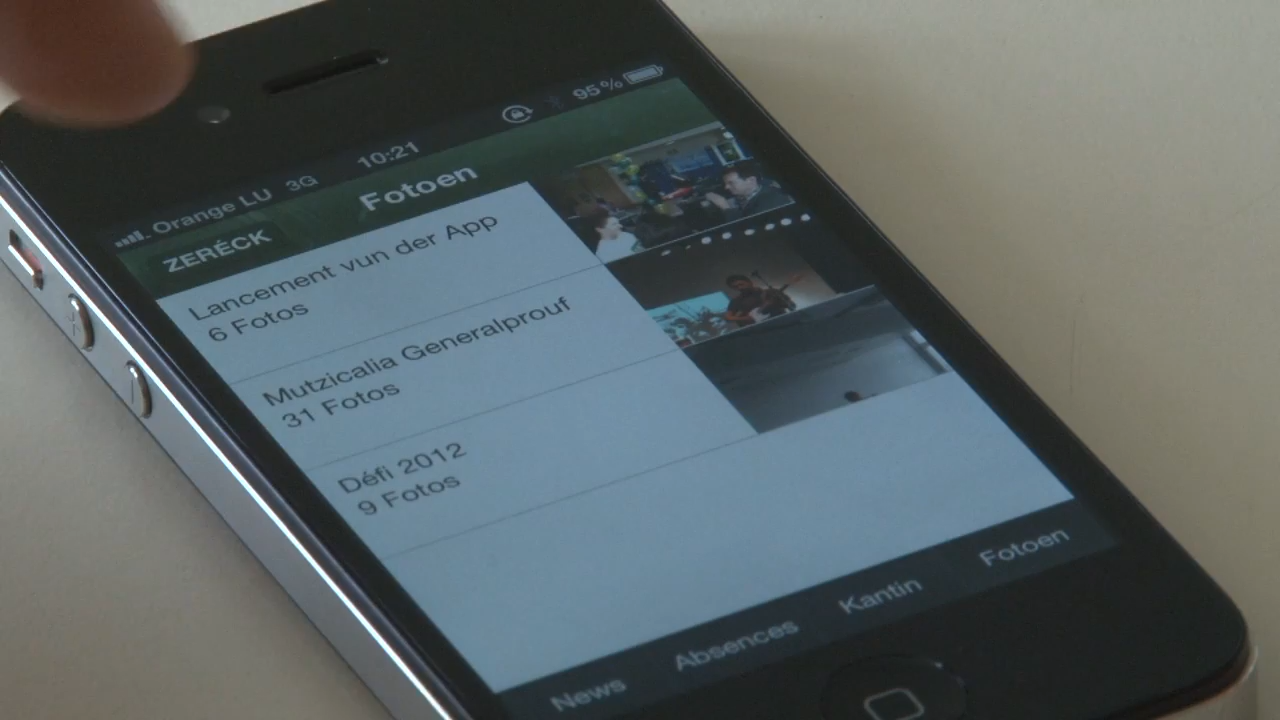 Orange LU 3G 10:21 95%
ZERÉCK Fotoen
Lancement vun der App
6 Fotos
Mutzicalia Generalprouf
31 Fotos
Défi 2012
9 Fotos
News Absences Kantin Fotoen